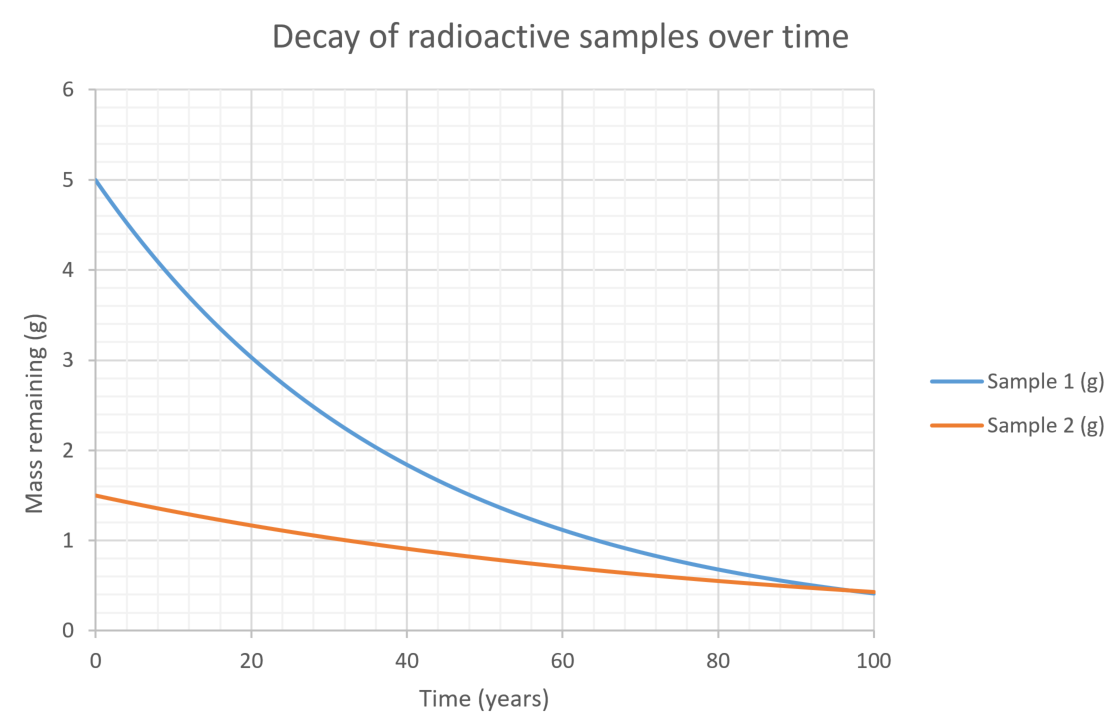 Decay of radioactive samples over time
6
5
4
3
2
1
0
Mass remaining (g)
0 20 40 60 80 100
Time (years)
Sample 1 (g)
Sample 2 (g)